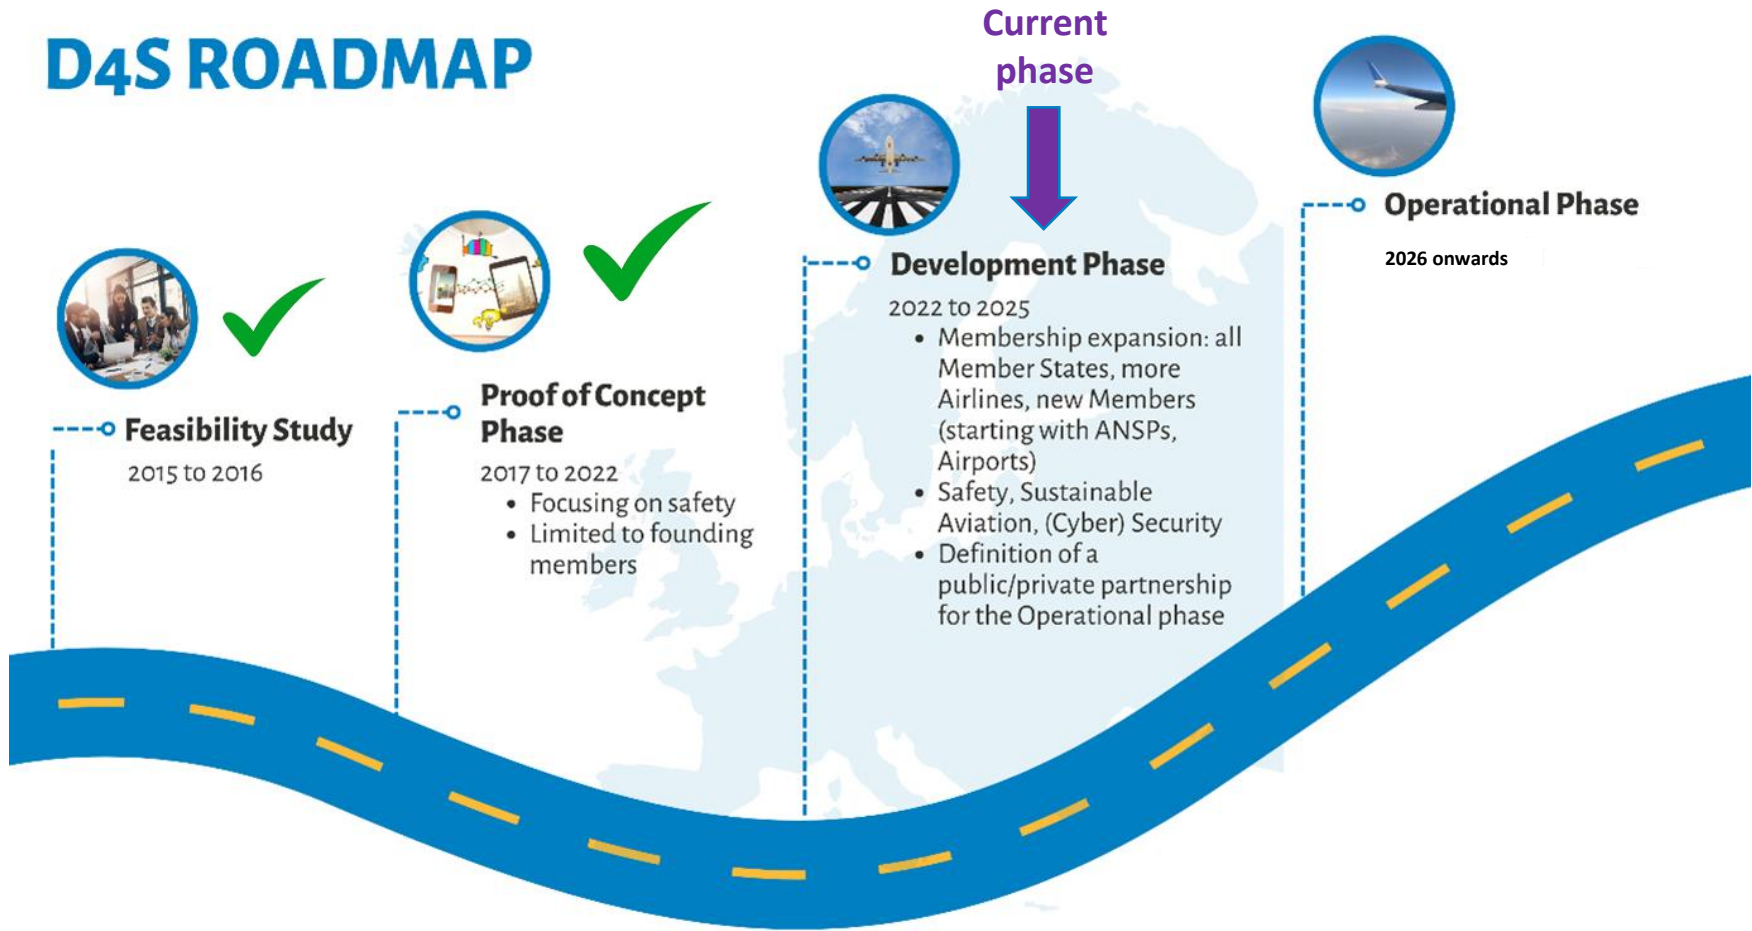 D4S ROADMAP
Current
phase
Feasibility Study
2015 to 2016
Proof of Concept
Phase
2017 to 2022
• Focusing on safety
• Limited to founding
members
Development Phase
2022 to 2025
• Membership expansion: all
Member States, more
Airlines, new Members
(starting with ANSPs,
Airports)
• Safety, Sustainable
Aviation, (Cyber) Security
• Definition of a
public/private partnership
for the Operational phase
Operational Phase
2026 onwards